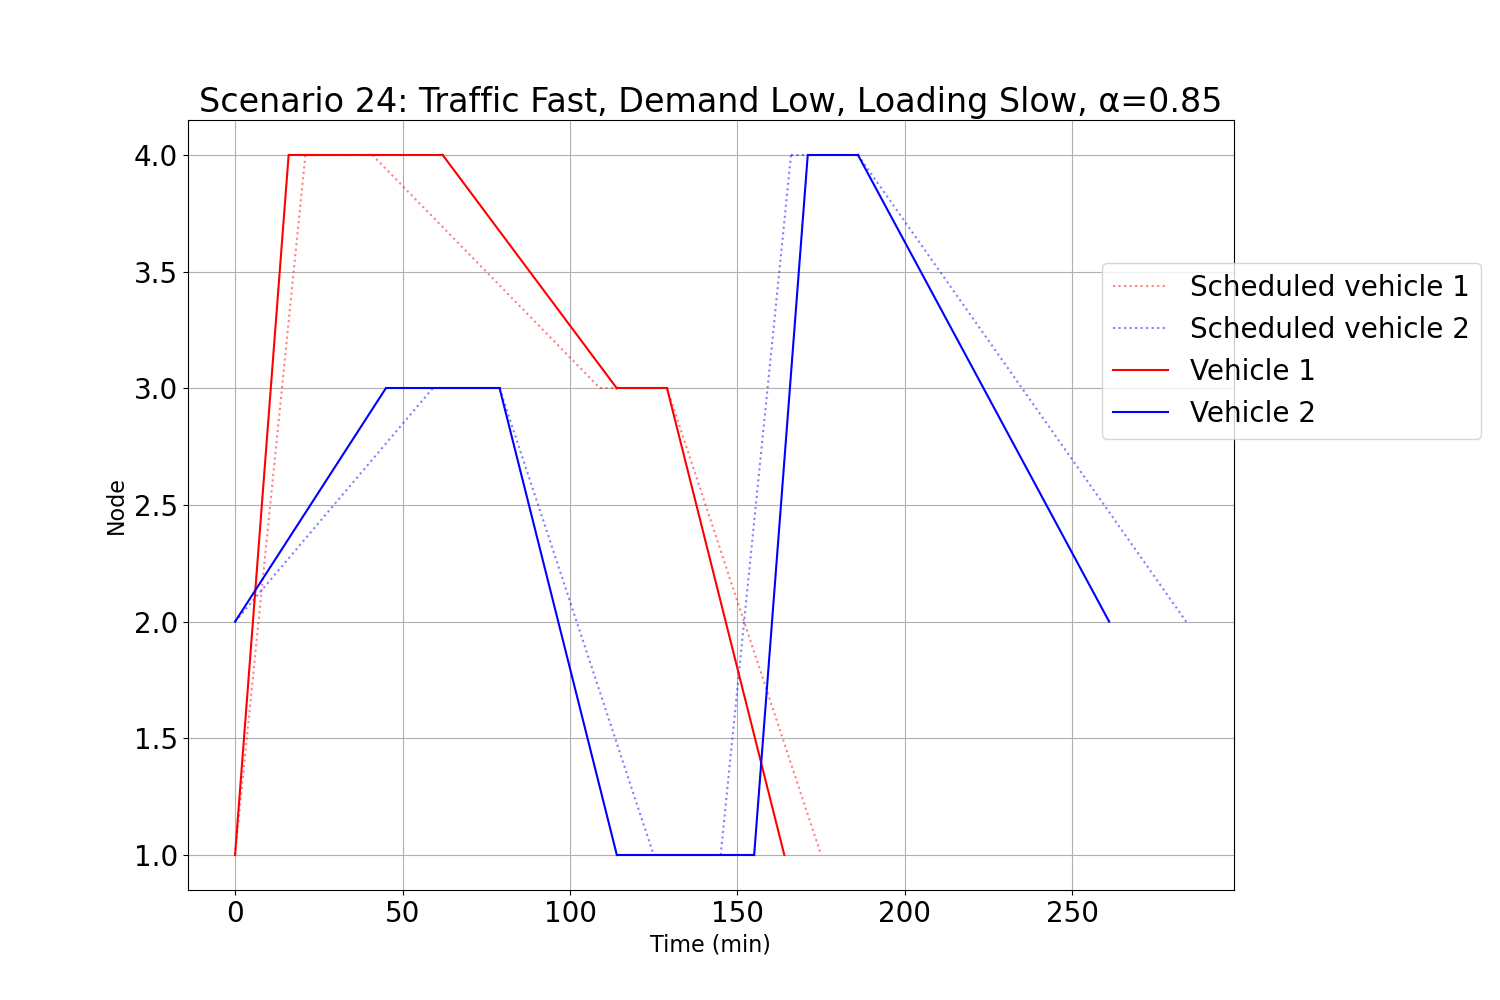 Scenario 24: Traffic Fast, Demand Low, Loading Slow, α=0.85
4.0
3.5
3.0
2.5
2.0
1.5
1.0
Node
0 50 100 150 200 250
Time (min)
Scheduled vehicle 1
Scheduled vehicle 2
Vehicle 1
Vehicle 2